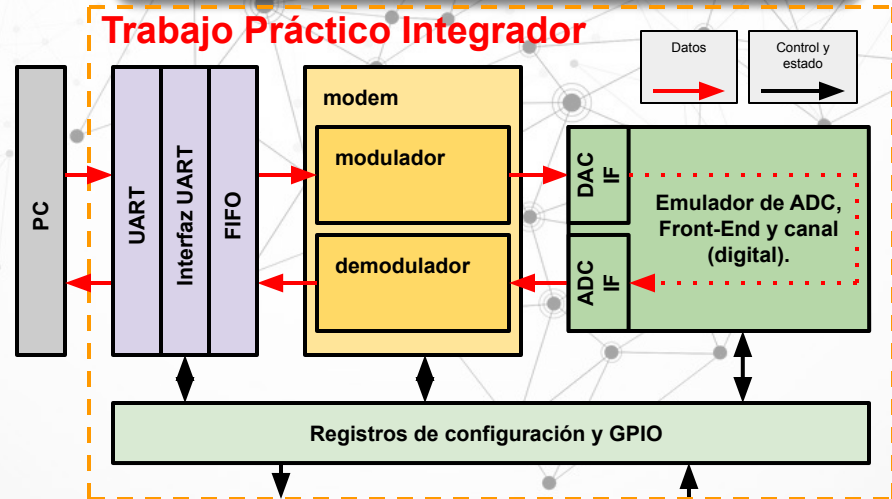 Trabajo Práctico Integrador
Datos
Control y
estado
PC
UART
Interfaz UART
FIFO
modem
modulador
demodulador
DAC
IF
ADC
IF
Emulador de ADC,
Front-End y canal
(digital).
Registros de configuración y GPIO